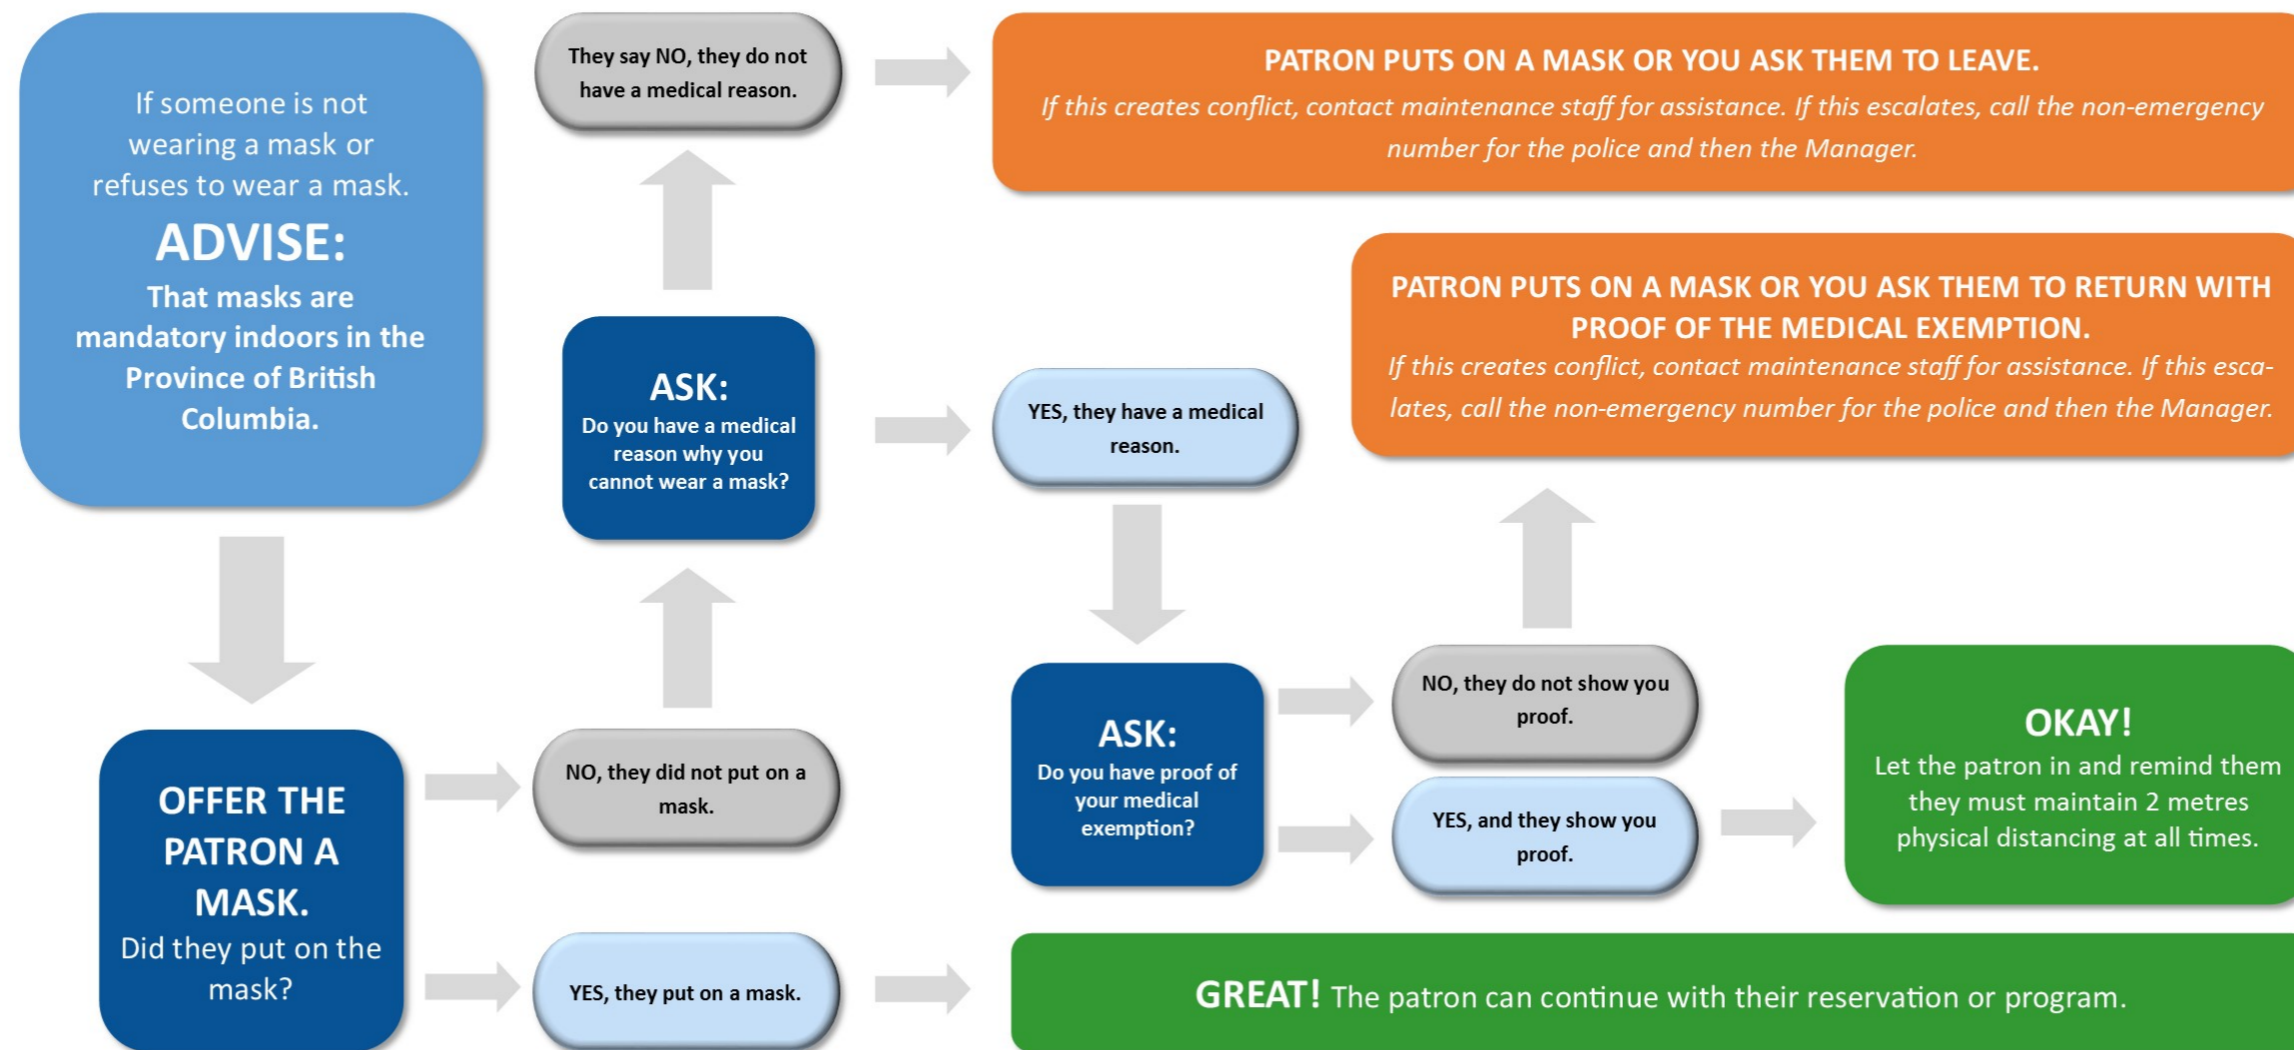 If someone is not
wearing a mask or
refuses to wear a mask.
ADVISE:
That masks are
mandatory indoors in the
Province of British
Columbia.
OFFER THE
PATRON A
MASK.
Did they put on the
mask?
NO, they did not put on a
mask.
YES, they put on a mask.
GREAT! The patron can continue with their reservation or program.
ASK:
Do you have a medical
reason why you
cannot wear a mask?
They say NO, they do not
have a medical reason.
PATRON PUTS ON A MASK OR YOU ASK THEM TO LEAVE.
If this creates conflict, contact maintenance staff for assistance. If this escalates, call the non-emergency
number for the police and then the Manager.
YES, they have a medical
reason.
ASK:
Do you have proof of
your medical
exemption?
NO, they do not show you
proof.
PATRON PUTS ON A MASK OR YOU ASK THEM TO RETURN WITH
PROOF OF THE MEDICAL EXEMPTION.
If this creates conflict, contact maintenance staff for assistance. If this esca-
lates, call the non-emergency number for the police and then the Manager.
YES, and they show you
proof.
OKAY!
Let the patron in and remind them
they must maintain 2 metres
physical distancing at all times.